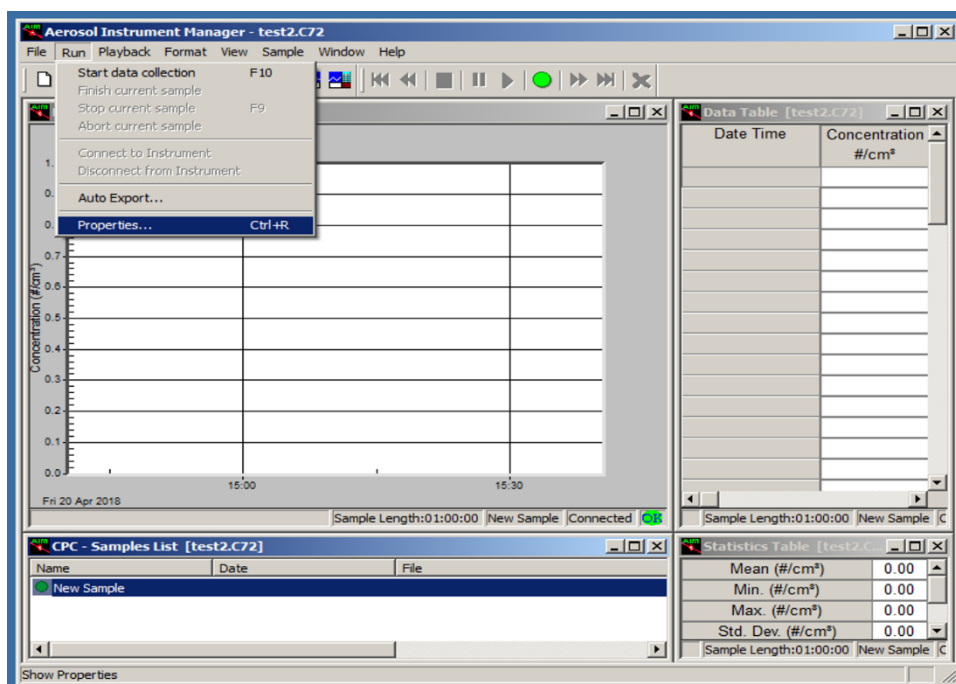 Aerosol Instrument Manager - test2.C72
File Run Playback Format View Sample Window Help
Start data collection F10
Finish current sample
Stop current sample F9
Abort current sample
Connect to Instrument
Disconnect from Instrument
Auto Export...
Properties... Ctrl+R
1.
0.
0.
0.7
0.6
0.5
0.4
0.3
0.2
0.1
0.0
Concentration (#/cm³)
15:00 15:30
Fri 20 Apr 2018
Sample Length:01:00:00 New Sample Connected OK
Data Table [test2.C72]
Date Time Concentration
#/cm³
Sample Length:01:00:00 New Sample C
CPC - Samples List [test2.C72]
Name Date File
New Sample
Statistics Table [test2.C...
Mean (#/cm³) 0.00
Min. (#/cm³) 0.00
Max. (#/cm³) 0.00
Std. Dev. (#/cm³) 0.00
Sample Length:01:00:00 New Sample C
Show Properties